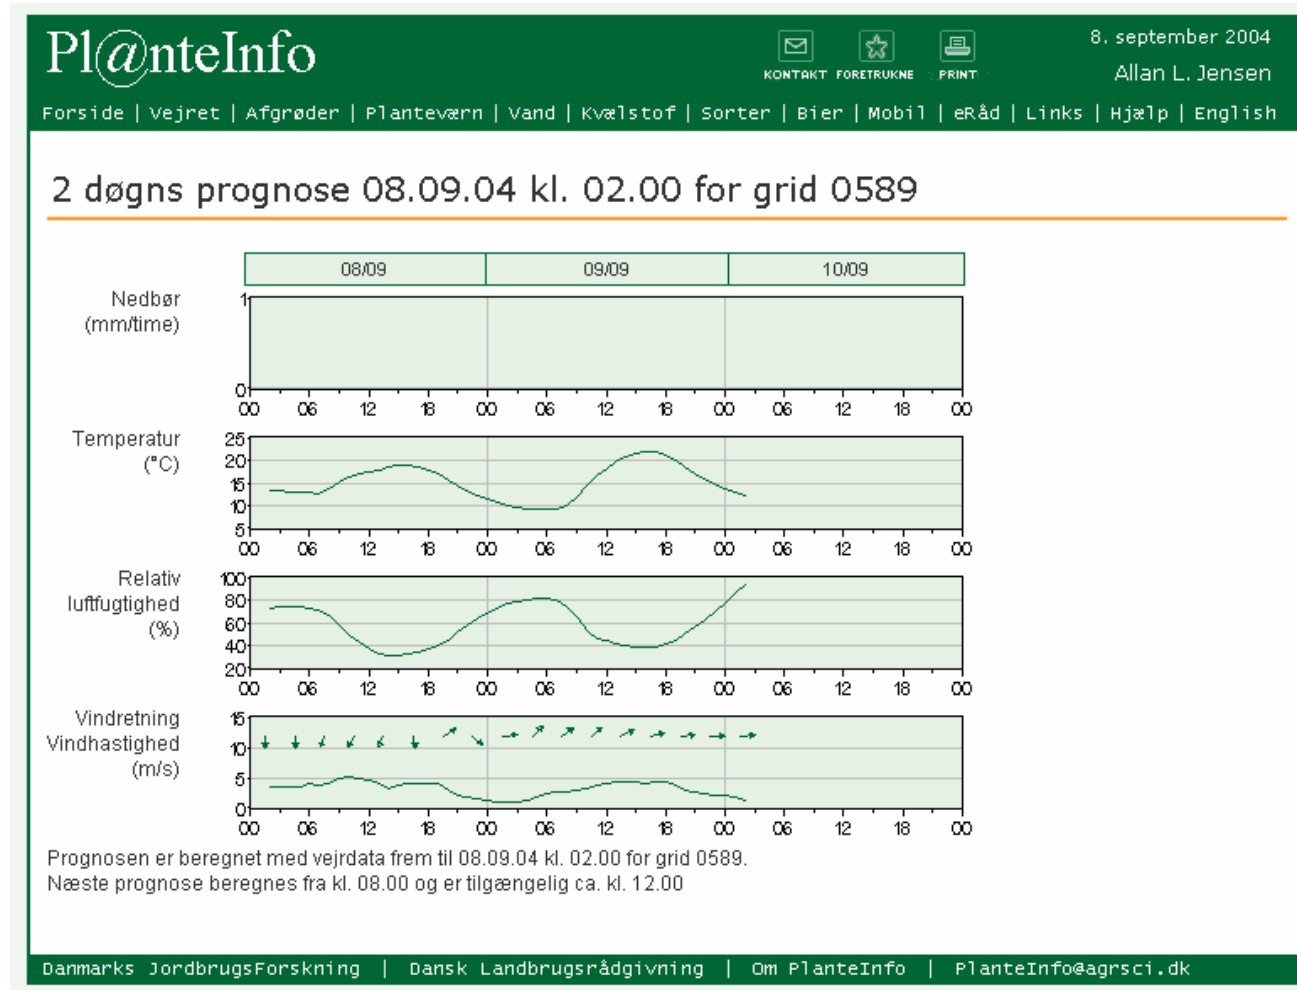 Pl@nteInfo
KONTAKT FORETRUKNE PRINT
8. september 2004
Allan L. Jensen
Forside | Vejret | Afgrøder | Planteværn | Vand | Kvælstof | Sorter | Bier | Mobil | eRåd | Links | Hjælp | English
2 døgns prognose 08.09.04 kl. 02.00 for grid 0589
08/09 09/09 10/09
Nedbør
(mm/time)
1
0
00 06 12 18 00 06 12 18 00 06 12 18 00
Temperatur
(°C)
25
20
15
10
5
00 06 12 18 00 06 12 18 00 06 12 18 00
Relativ
luftfugtighed
(%)
100
80
60
40
20
00 06 12 18 00 06 12 18 00 06 12 18 00
Vindretning
Vindhastighed
(m/s)
15
10
5
0
00 06 12 18 00 06 12 18 00 06 12 18 00
Prognosen er beregnet med vejrdata frem til 08.09.04 kl. 02.00 for grid 0589.
Næste prognose beregnes fra kl. 08.00 og er tilgængelig ca. kl. 12.00
Danmarks JordbrugsForskning | Dansk Landbrugsrådgivning | Om PlanteInfo | PlanteInfo@agrsci.dk